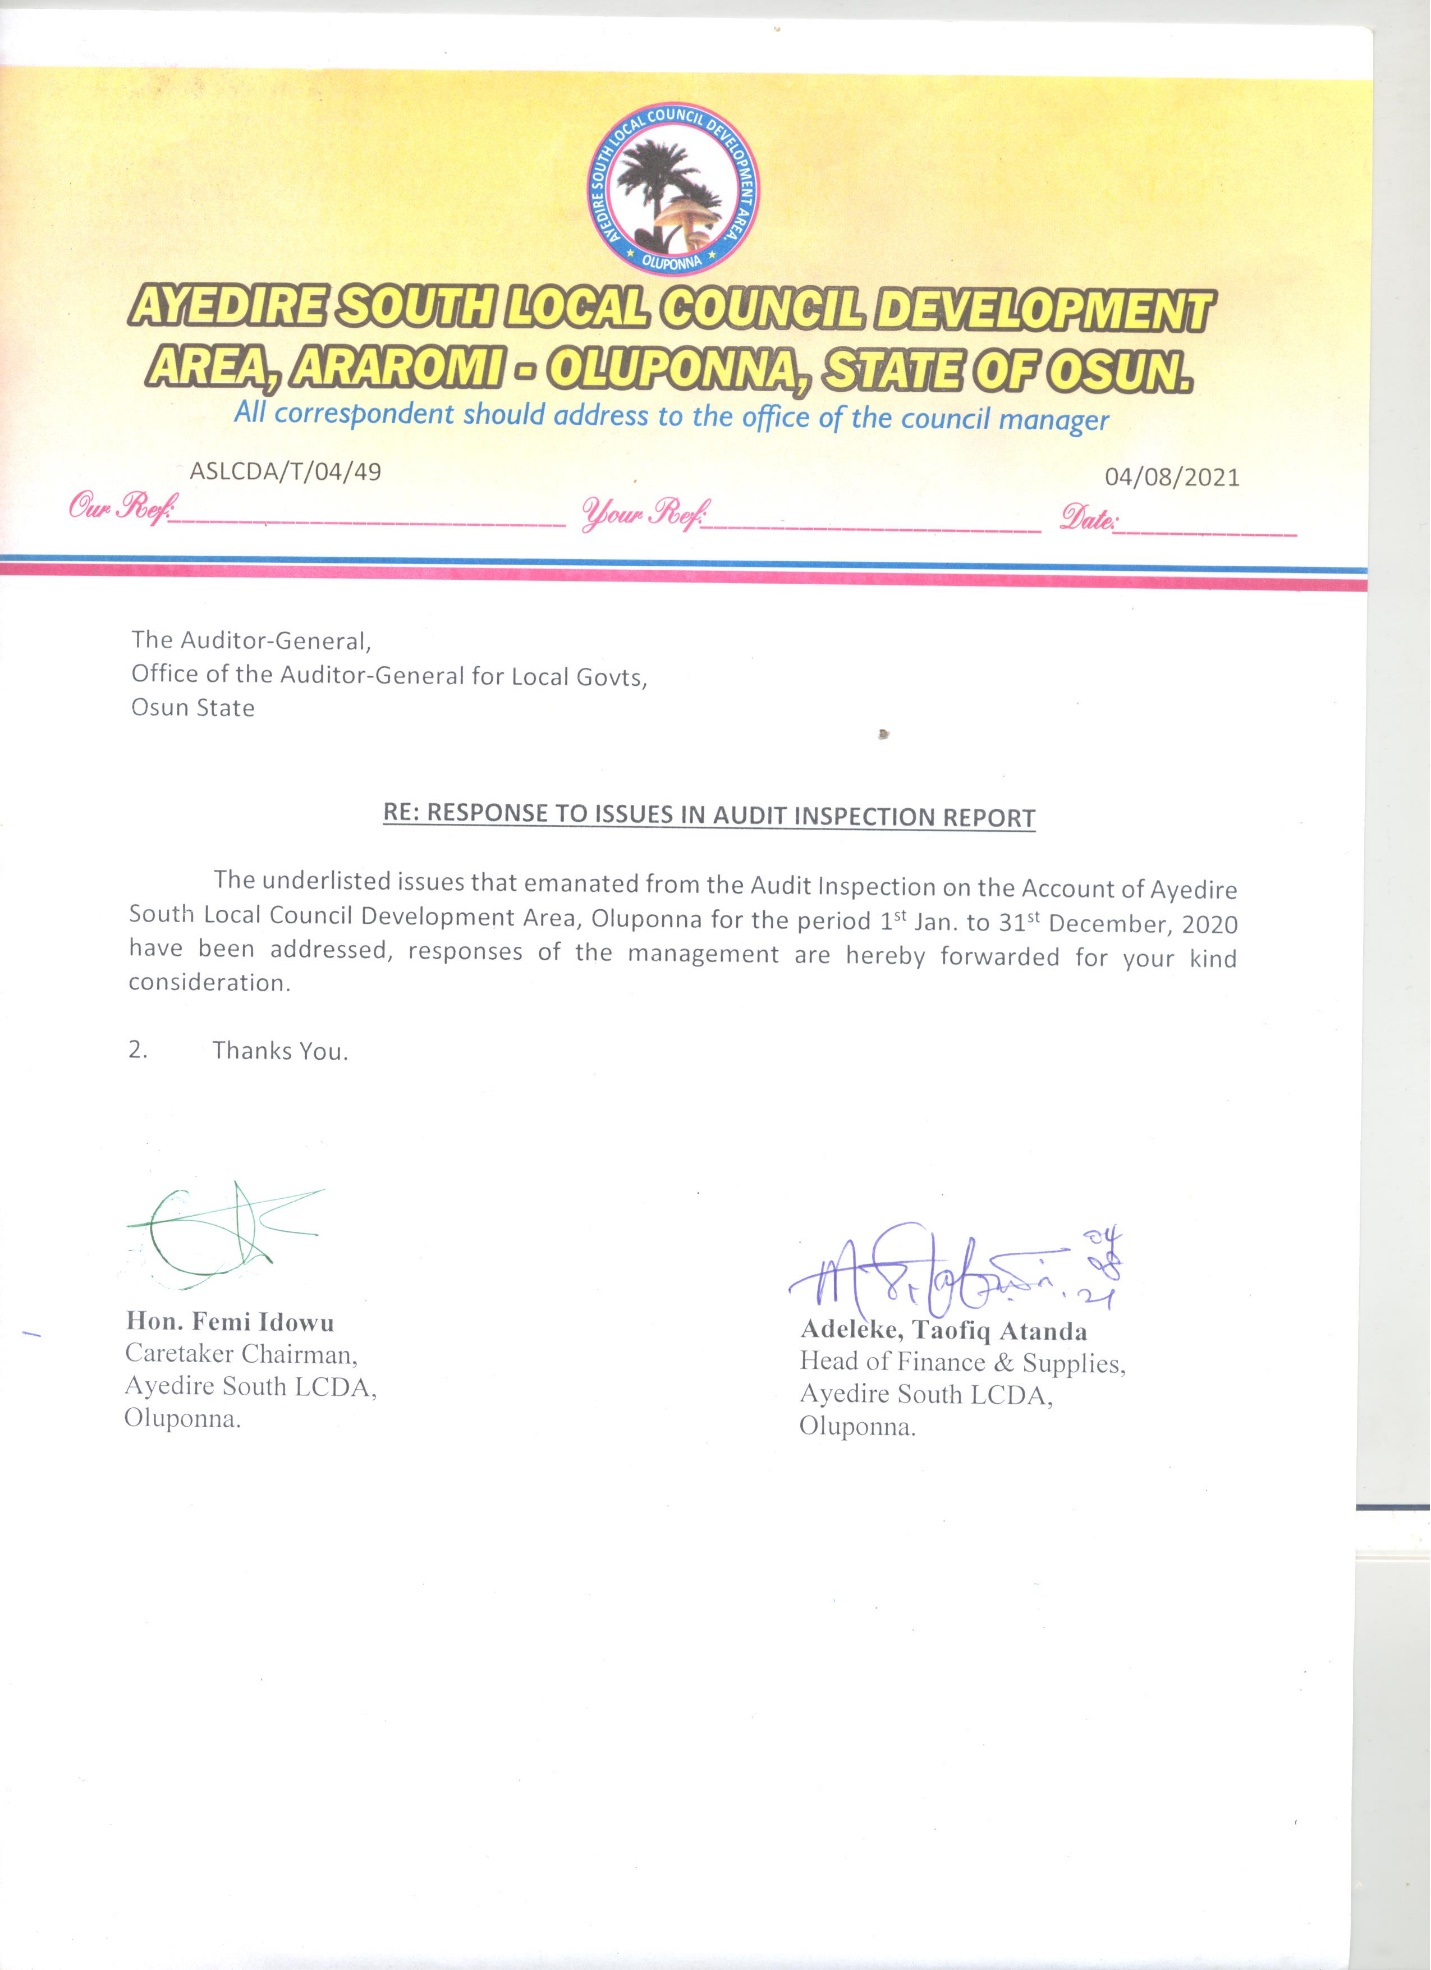 AYEDIRE SOUTH LOCAL COUNCIL DEVELOPMENT AREA.
OLUPONNA
AYEDIRE SOUTH LOCAL COUNCIL DEVELOPMENT
AREA, ARAROMI - OLUPONNA, STATE OF OSUN.
All correspondent should address to the office of the council manager
ASLCDA/T/04/49 04/08/2021
Our Ref: Your Ref: Date:
The Auditor-General,
Office of the Auditor-General for Local Govts,
Osun State
RE: RESPONSE TO ISSUES IN AUDIT INSPECTION REPORT
The underlisted issues that emanated from the Audit Inspection on the Account of Ayedire
South Local Council Development Area, Oluponna for the period 1st Jan. to 31st December, 2020
have been addressed, responses of the management are hereby forwarded for your kind
consideration.
2. Thanks You.
04
08
21
Hon. Femi Idowu
Caretaker Chairman,
Ayedire South LCDA,
Oluponna.
Adeleke, Taofiq Atanda
Head of Finance & Supplies,
Ayedire South LCDA,
Oluponna.